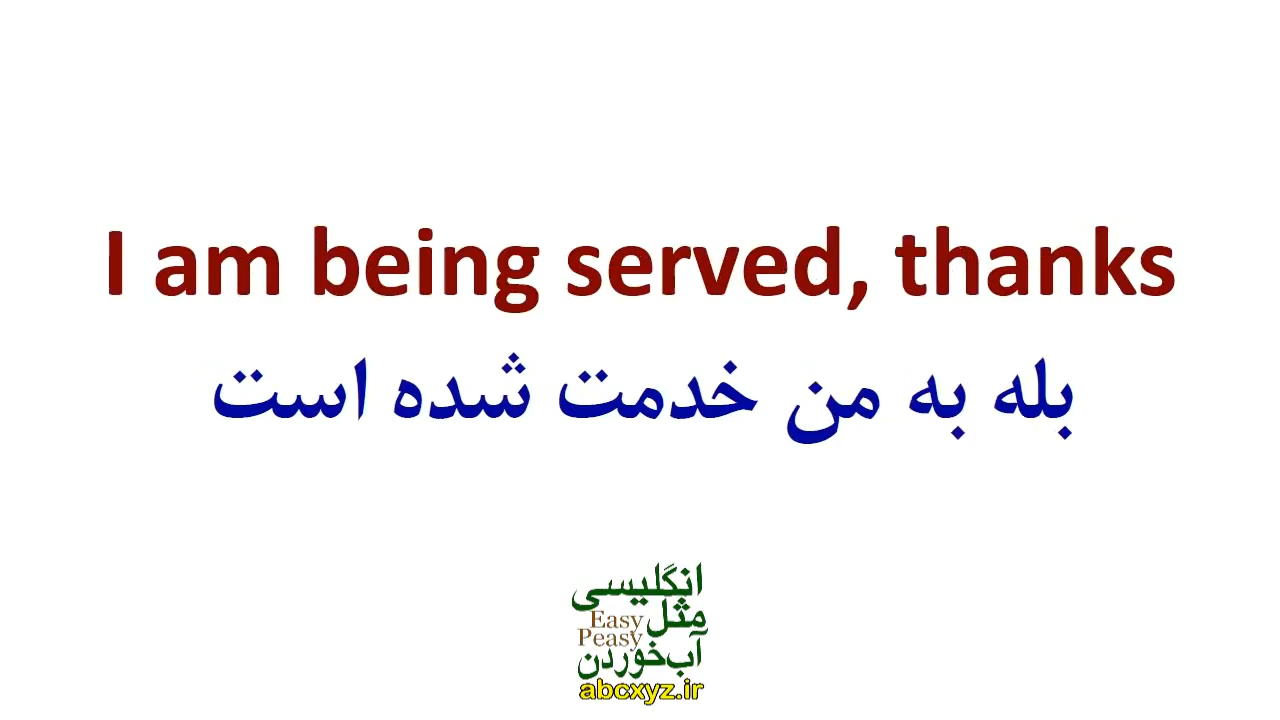 I am being served, thanks
بله به من خدمت شده است
انگلیسی
مثل
Easy
Peasy
آب خوردن
abcxyz.ir